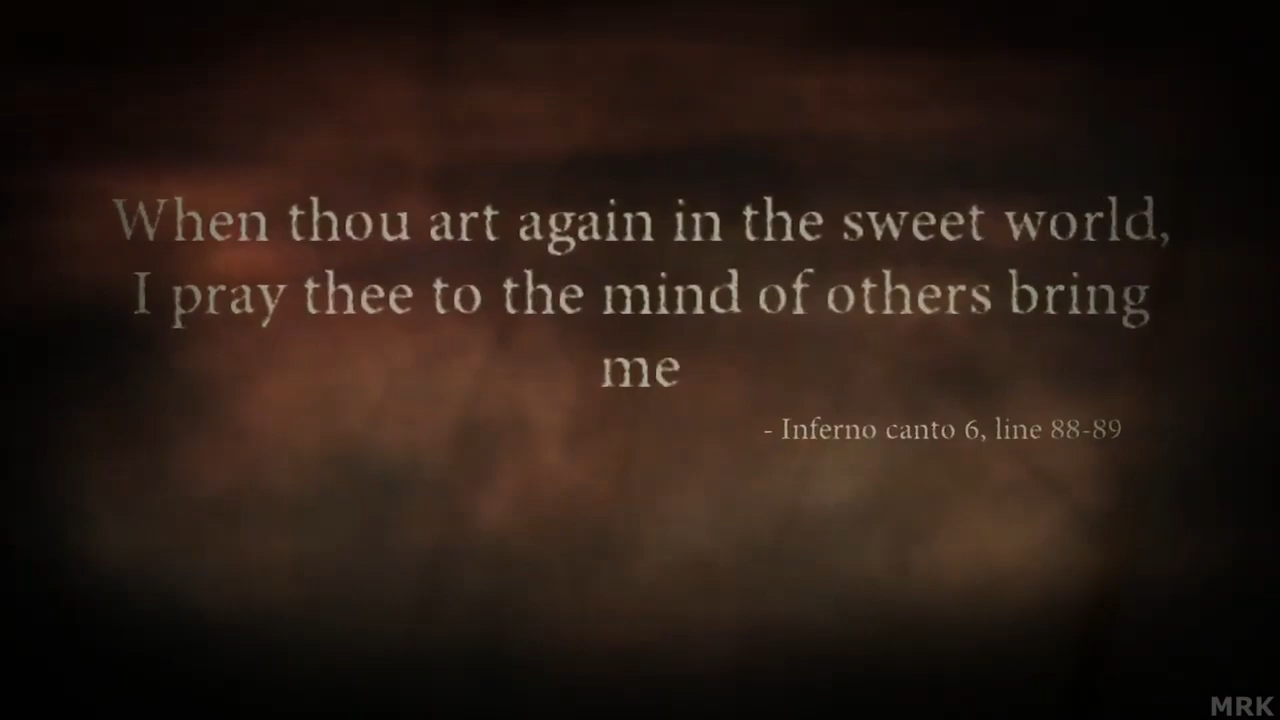 When thou art again in the sweet world,
I pray thee to the mind of others bring
me
- Inferno canto 6, line 88-89
MRK